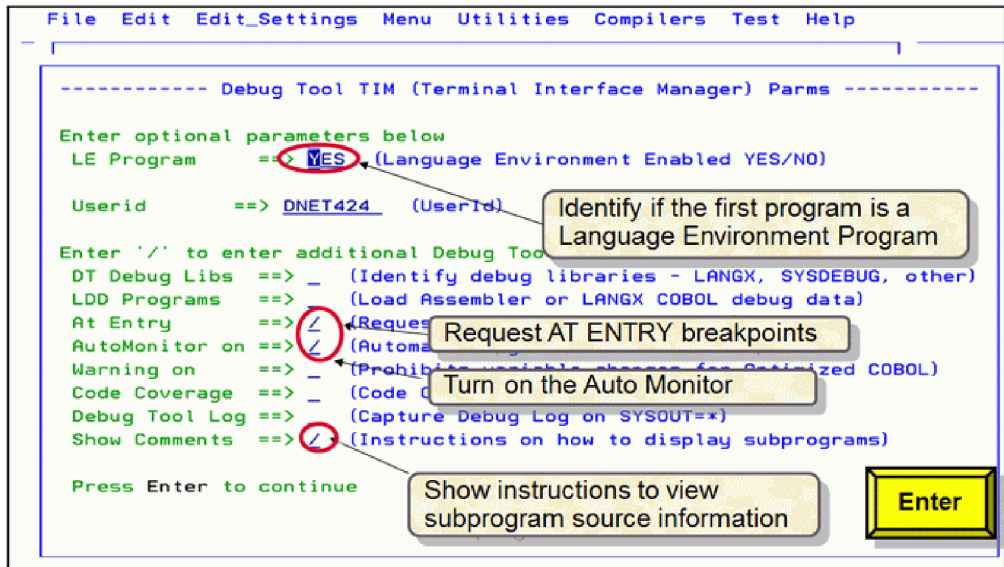 File Edit Edit_Settings Menu Utilities Compilers Test Help
------------ Debug Tool TIM (Terminal Interface Manager) Parms -----------
Enter optional parameters below
LE Program ==> YES (Language Environment Enabled YES/NO)
Userid ==> DNET424 (UserId)
Identify if the first program is a
Language Environment Program
Enter '/' to enter additional Debug
DT Debug Libs ==> _ (Identify debug libraries - LANGX, SYSDEBUG, other)
LDD Programs ==> _ (Load Assembler or LANGX COBOL debug data)
At Entry ==> /
Request AT ENTRY breakpoints
AutoMonitor on ==> /
Warning on ==> _ (Prohibits variable changes for Optimized COBOL)
Turn on the Auto Monitor
Code Coverage ==> _ (Code
Debug Tool Log ==> _ (Capture Debug Log on SYSOUT=*)
Show Comments ==> / (Instructions on how to display subprograms)
Press Enter to continue
Show instructions to view
subprogram source information
Enter